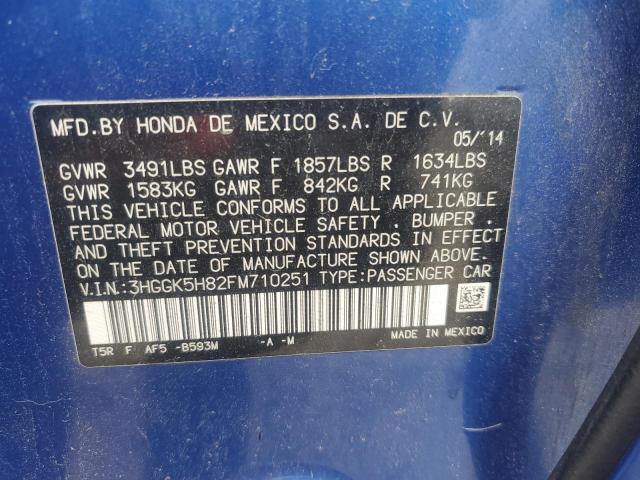 MFD.BY HONDA DE MEXICO S.A. DE C.V.
05/'14
GVWR 3491LBS GAWR F 1857LBS R 1634LBS
GVWR 1583KG GAWR F 842KG R 741KG
THIS VEHICLE CONFORMS TO ALL APPLICABLE
FEDERAL MOTOR VEHICLE SAFETY . BUMPER .
AND THEFT PREVENTION STANDARDS IN EFFECT
ON THE DATE OF MANUFACTURE SHOWN ABOVE.
V.I.N.:3HGGK5H82FM710251 TYPE:PASSENGER CAR
T5R F AF5 -B593M -A -M MADE IN MEXICO